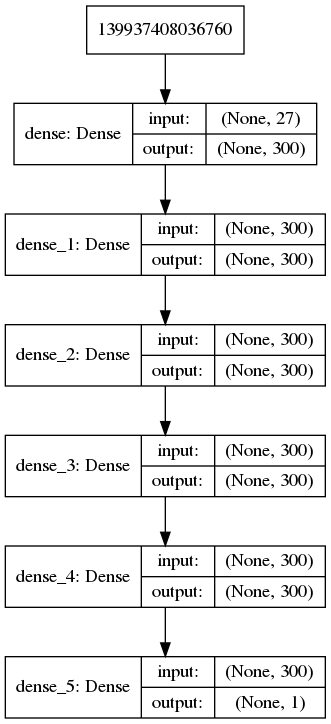 139937408036760
dense: Dense
input: (None, 27)
output: (None, 300)
dense_1: Dense
input: (None, 300)
output: (None, 300)
dense_2: Dense
input: (None, 300)
output: (None, 300)
dense_3: Dense
input: (None, 300)
output: (None, 300)
dense_4: Dense
input: (None, 300)
output: (None, 300)
dense_5: Dense
input: (None, 300)
output: (None, 1)